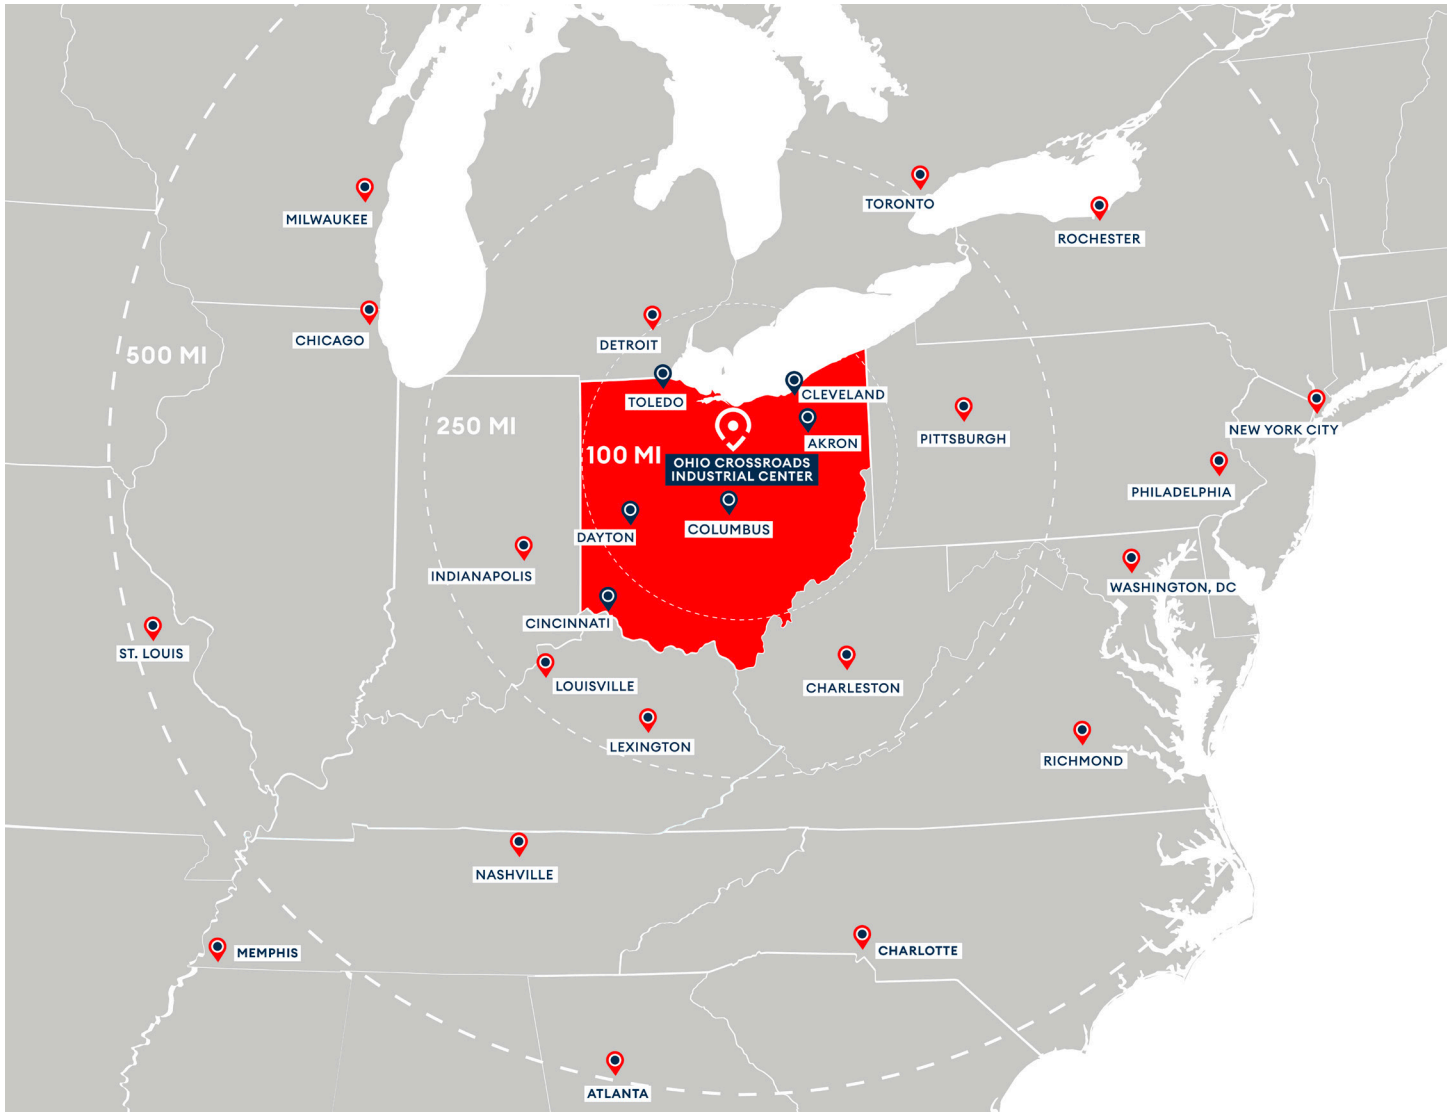 TORONTO
MILWAUKEE
ROCHESTER
CHICAGO
DETROIT
500 MI
CLEVELAND
TOLEDO
250 MI
NEW YORK CITY
PITTSBURGH
AKRON
100 MI
OHIO CROSSROADS
INDUSTRIAL CENTER
PHILADELPHIA
COLUMBUS
DAYTON
INDIANAPOLIS
WASHINGTON, DC
CINCINNATI
ST. LOUIS
LOUISVILLE
CHARLESTON
LEXINGTON
RICHMOND
NASHVILLE
CHARLOTTE
MEMPHIS
ATLANTA